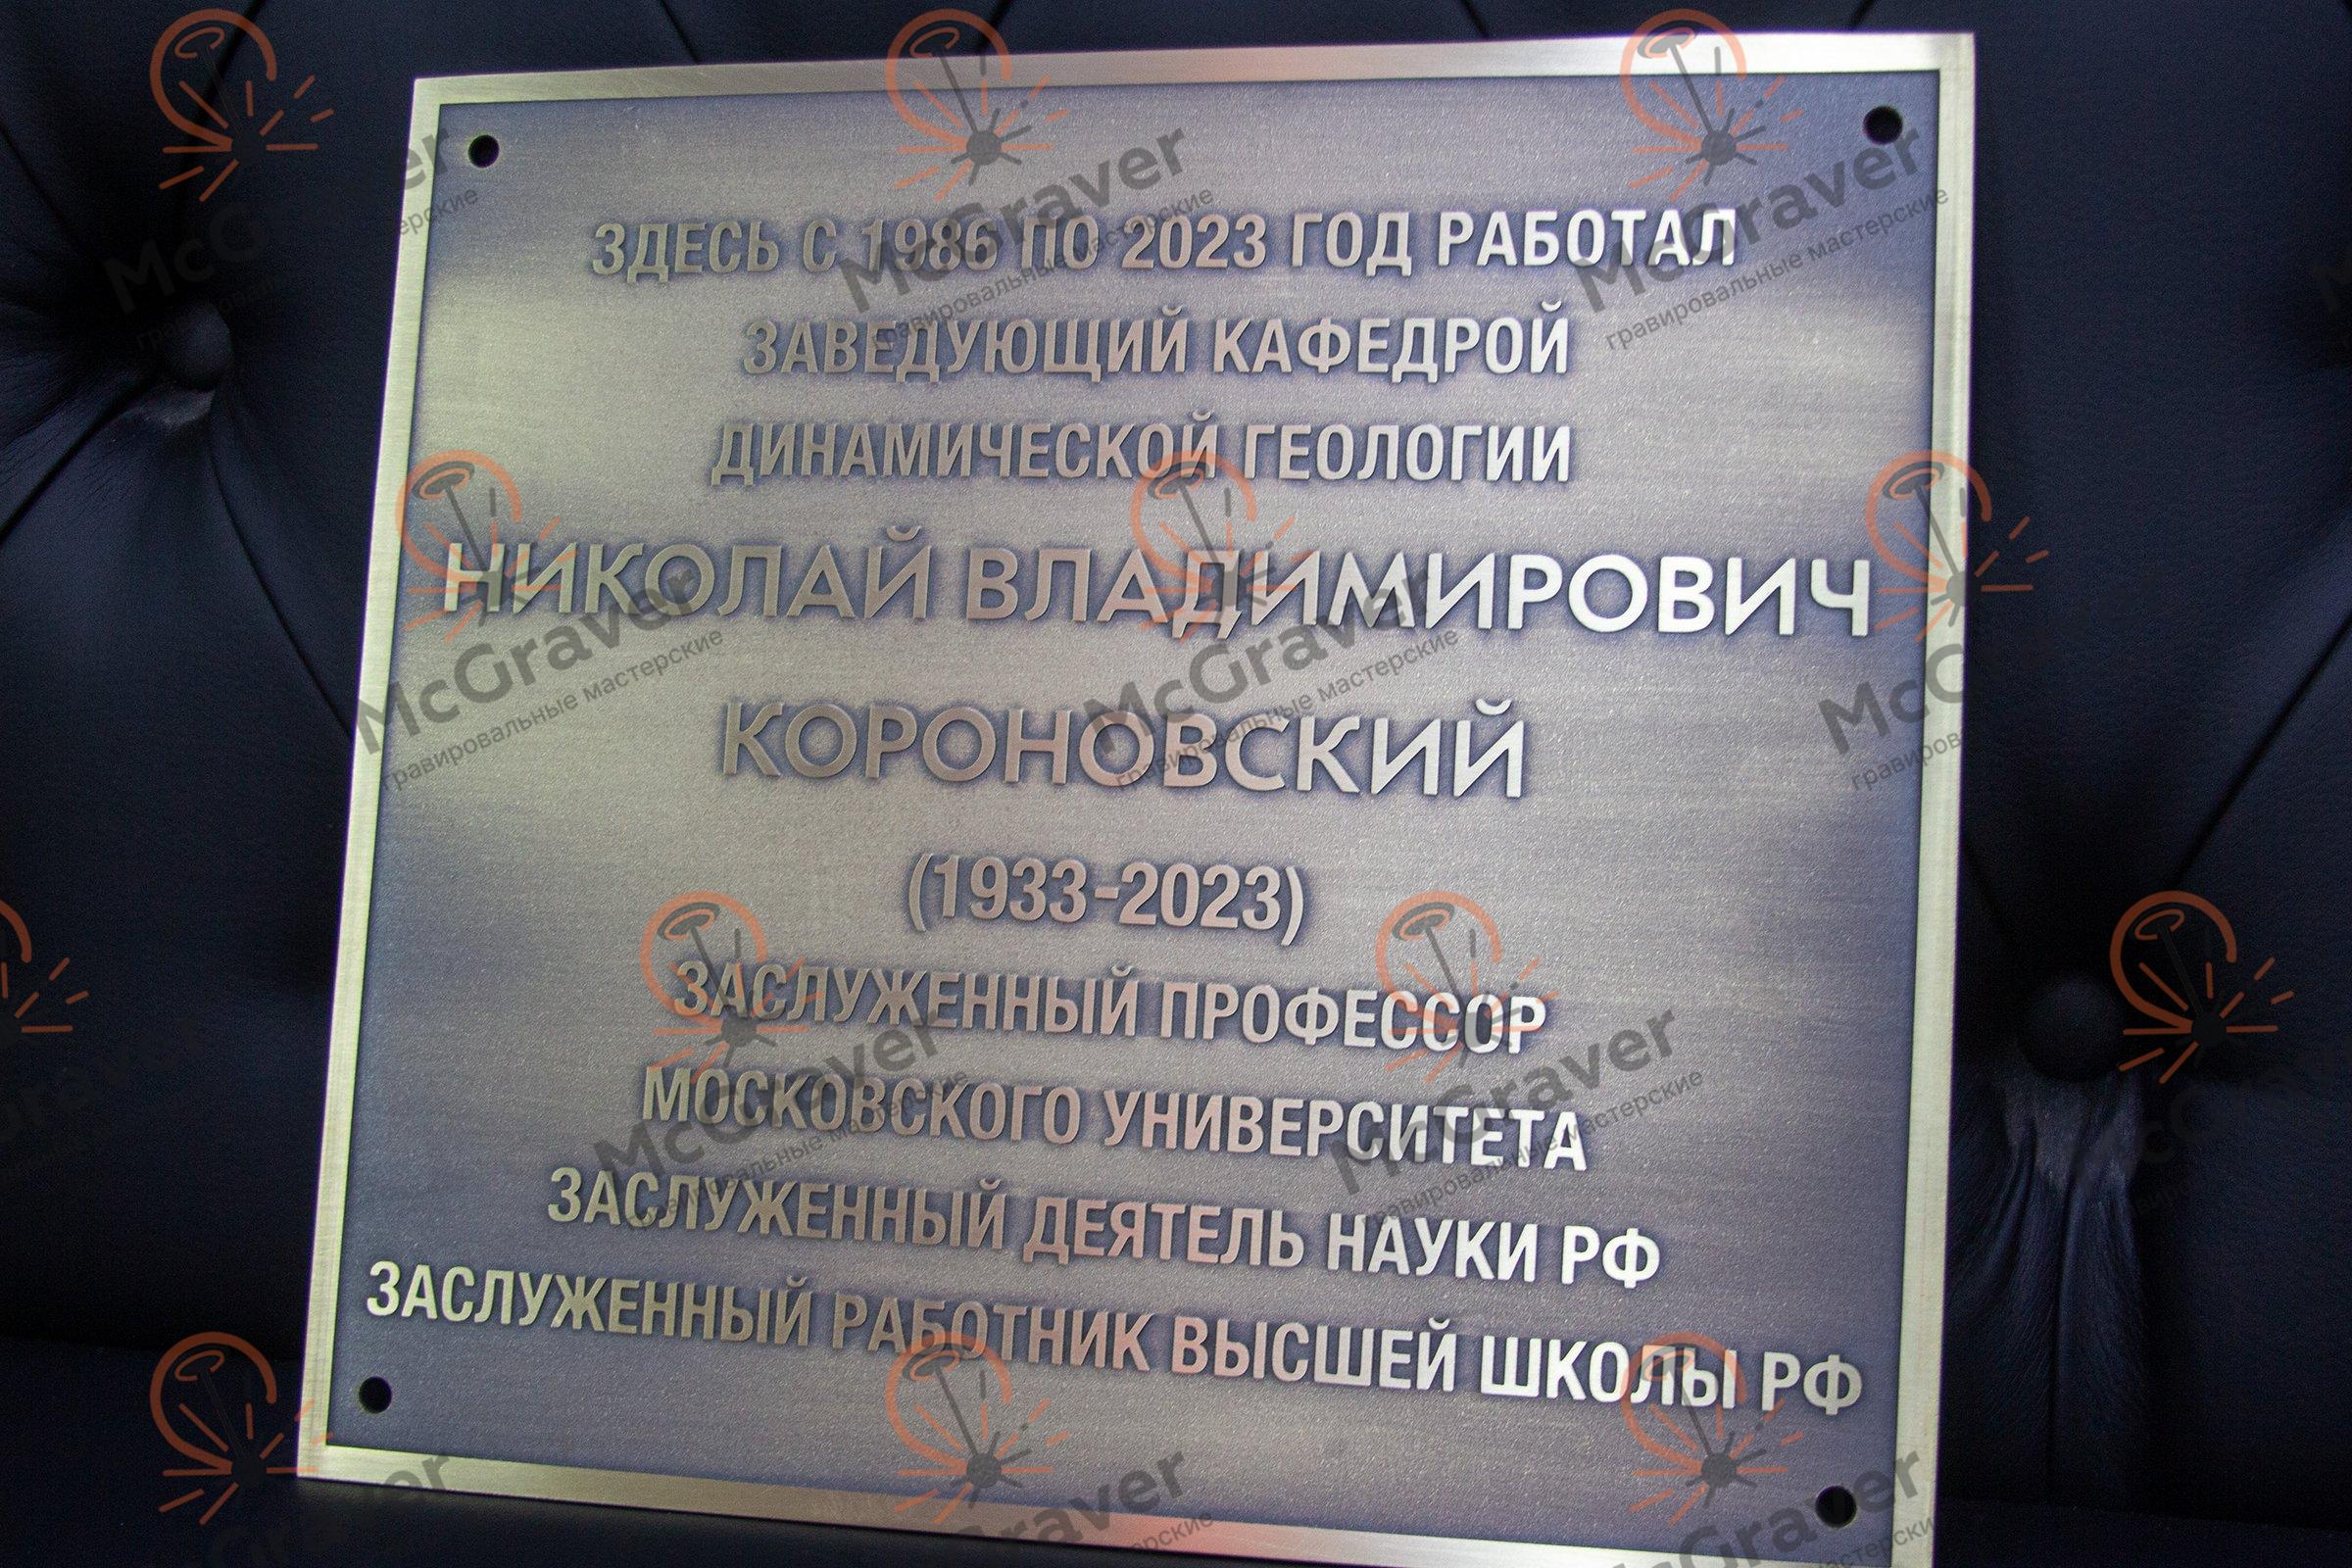 ЗДЕСЬ С 1986 ПО 2023 ГОД РАБОТАЛ
ЗАВЕДУЮЩИЙ КАФЕДРОЙ
ДИНАМИЧЕСКОЙ ГЕОЛОГИИ
НИКОЛАЙ ВЛАДИМИРОВИЧ
КОРОНОВСКИЙ
(1933-2023)
ЗАСЛУЖЕННЫЙ ПРОФЕССОР
МОСКОВСКОГО УНИВЕРСИТЕТА
ЗАСЛУЖЕННЫЙ ДЕЯТЕЛЬ НАУКИ РФ
ЗАСЛУЖЕННЫЙ РАБОТНИК ВЫСШЕЙ ШКОЛЫ РФ
McGraver
гравировальные мастерские